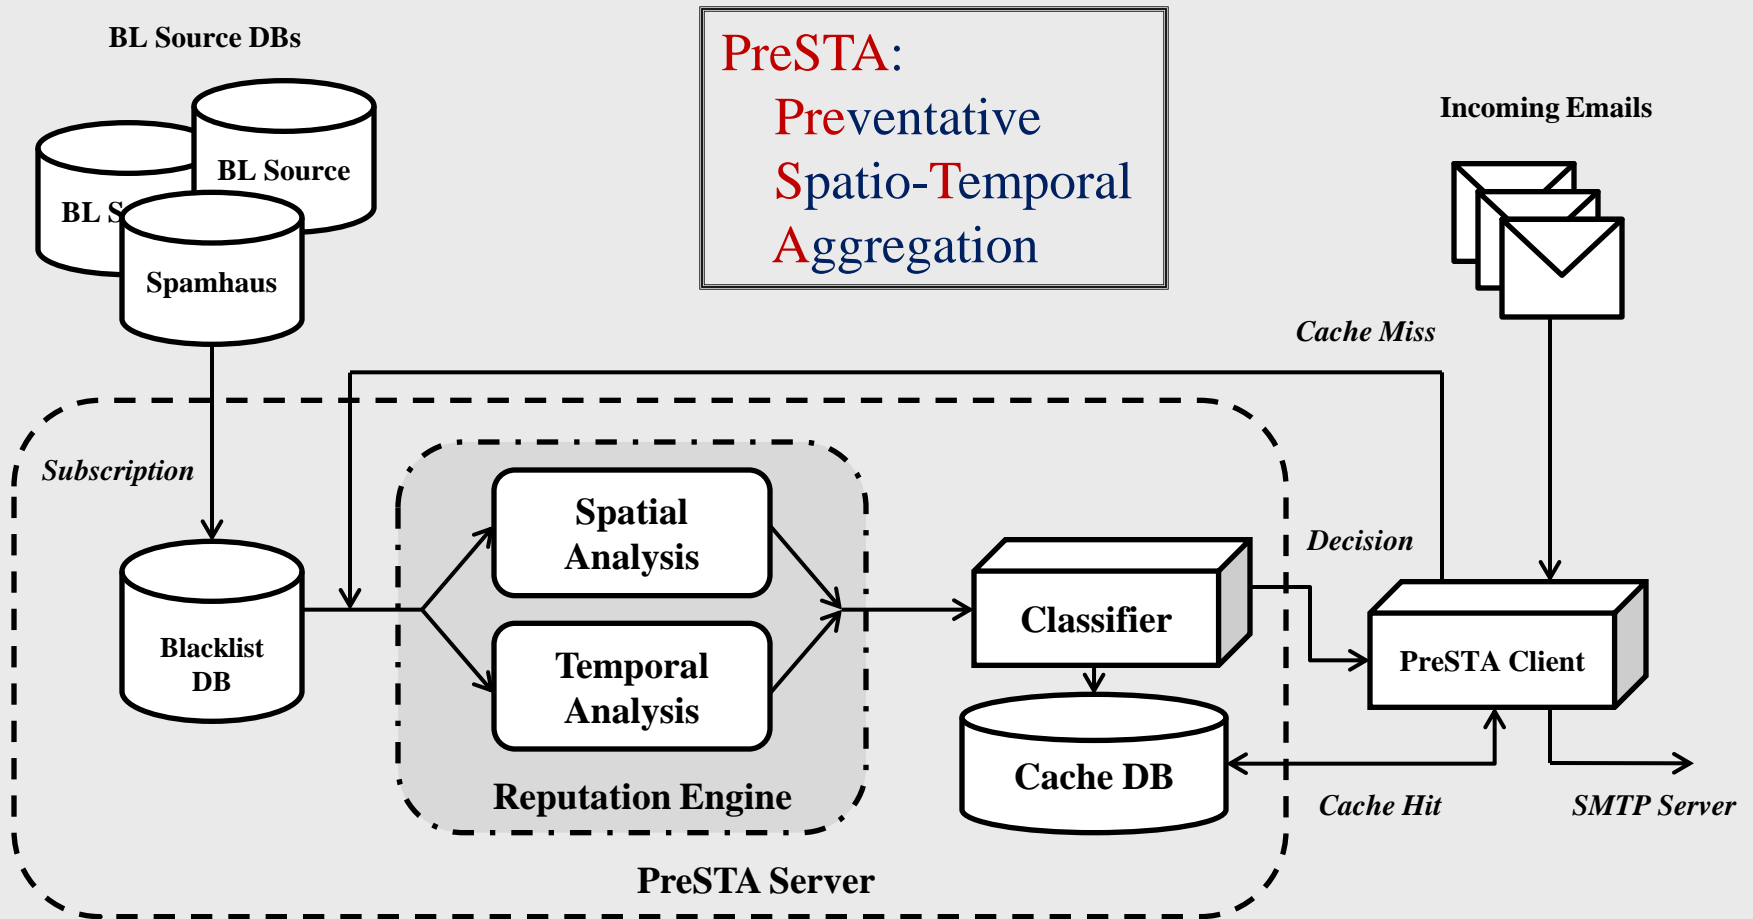 BL Source DBs
BL Source
BL S
Spamhaus
PreSTA:
Preventative
Spatio-Temporal
Aggregation
Incoming Emails
Cache Miss
Subscription
Spatial
Analysis
Decision
Blacklist
DB
Temporal
Analysis
Classifier
PreSTA Client
Reputation Engine
Cache DB
Cache Hit
SMTP Server
PreSTA Server